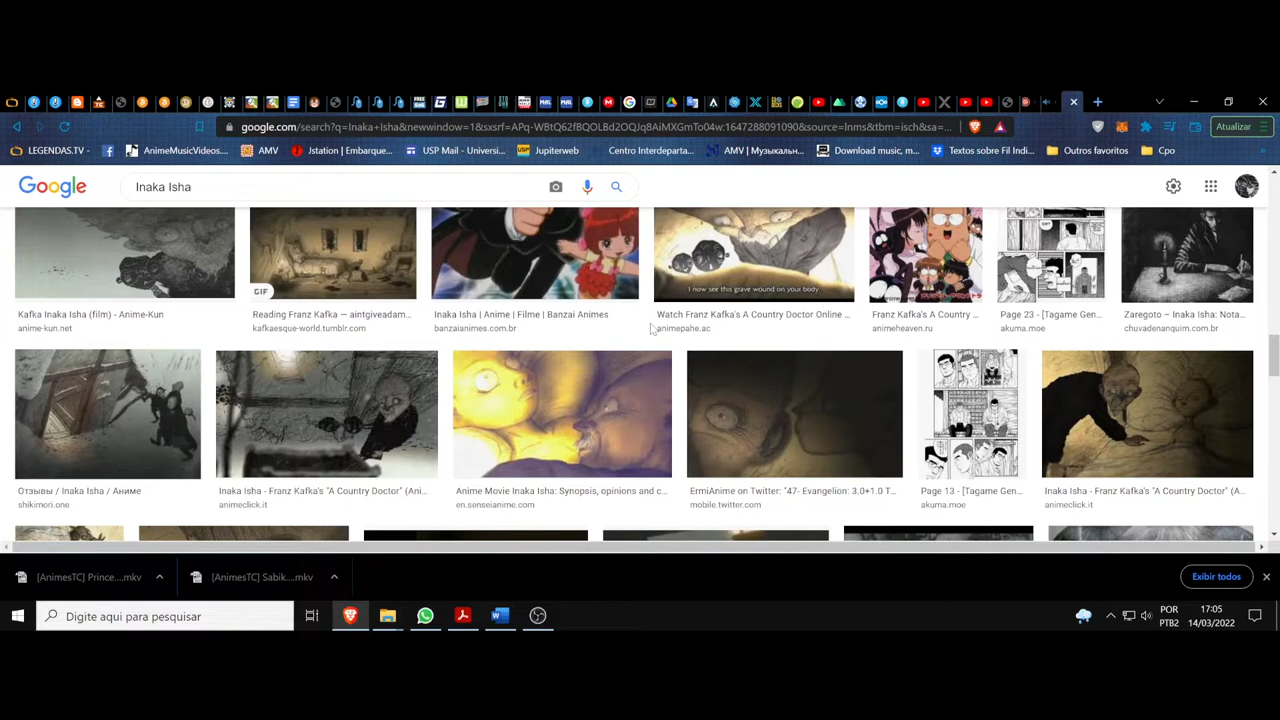 LEGENDAS.TV -
AnimeMusicVideos....
AMV
Jstation | Embarque...
USP Mail - Universi...
Jupiterweb
Centro Interdeparta...
AMV | Музыкальн...
Download music, m...
Textos sobre Fil Indi...
Outros favoritos
Cpo
google.com/search?q=Inaka+Isha&newwindow=1&sxsrf=APq-WBtQ62fBQOLBd2OQJq8AiMXGmTo04w:1647288091090&source=lnms&tbm=isch&sa=...
Atualizar
Google
Inaka Isha
GIF
I now see this grave wound on your body
Kafka Inaka Isha (film) - Anime-Kun
anime-kun.net
Reading Franz Kafka — aintgiveadam...
kafkaesque-world.tumblr.com
Inaka Isha | Anime | Filme | Banzai Animes
banzaianimes.com.br
Watch Franz Kafka's A Country Doctor Online ...
animepahe.ac
Franz Kafka's A Country ...
animeheaven.ru
Page 23 - [Tagame Gen...
akuma.moe
Zaregoto – Inaka Isha: Nota...
chuvadenanquim.com.br
Отзывы / Inaka Isha / Аниме
shikimori.one
Inaka Isha - Franz Kafka's "A Country Doctor" (Ani...
animeclick.it
Anime Movie Inaka Isha: Synopsis, opinions and c...
en.senseianime.com
ErmiAnime on Twitter: "47- Evangelion: 3.0+1.0 T...
mobile.twitter.com
Page 13 - [Tagame Gen...
akuma.moe
Inaka Isha - Franz Kafka's "A Country Doctor" (A...
animeclick.it
[AnimesTC] Prince....mkv
[AnimesTC] Sabik....mkv
Exibir todos
Digite aqui para pesquisar
POR
PTB2
17:05
14/03/2022